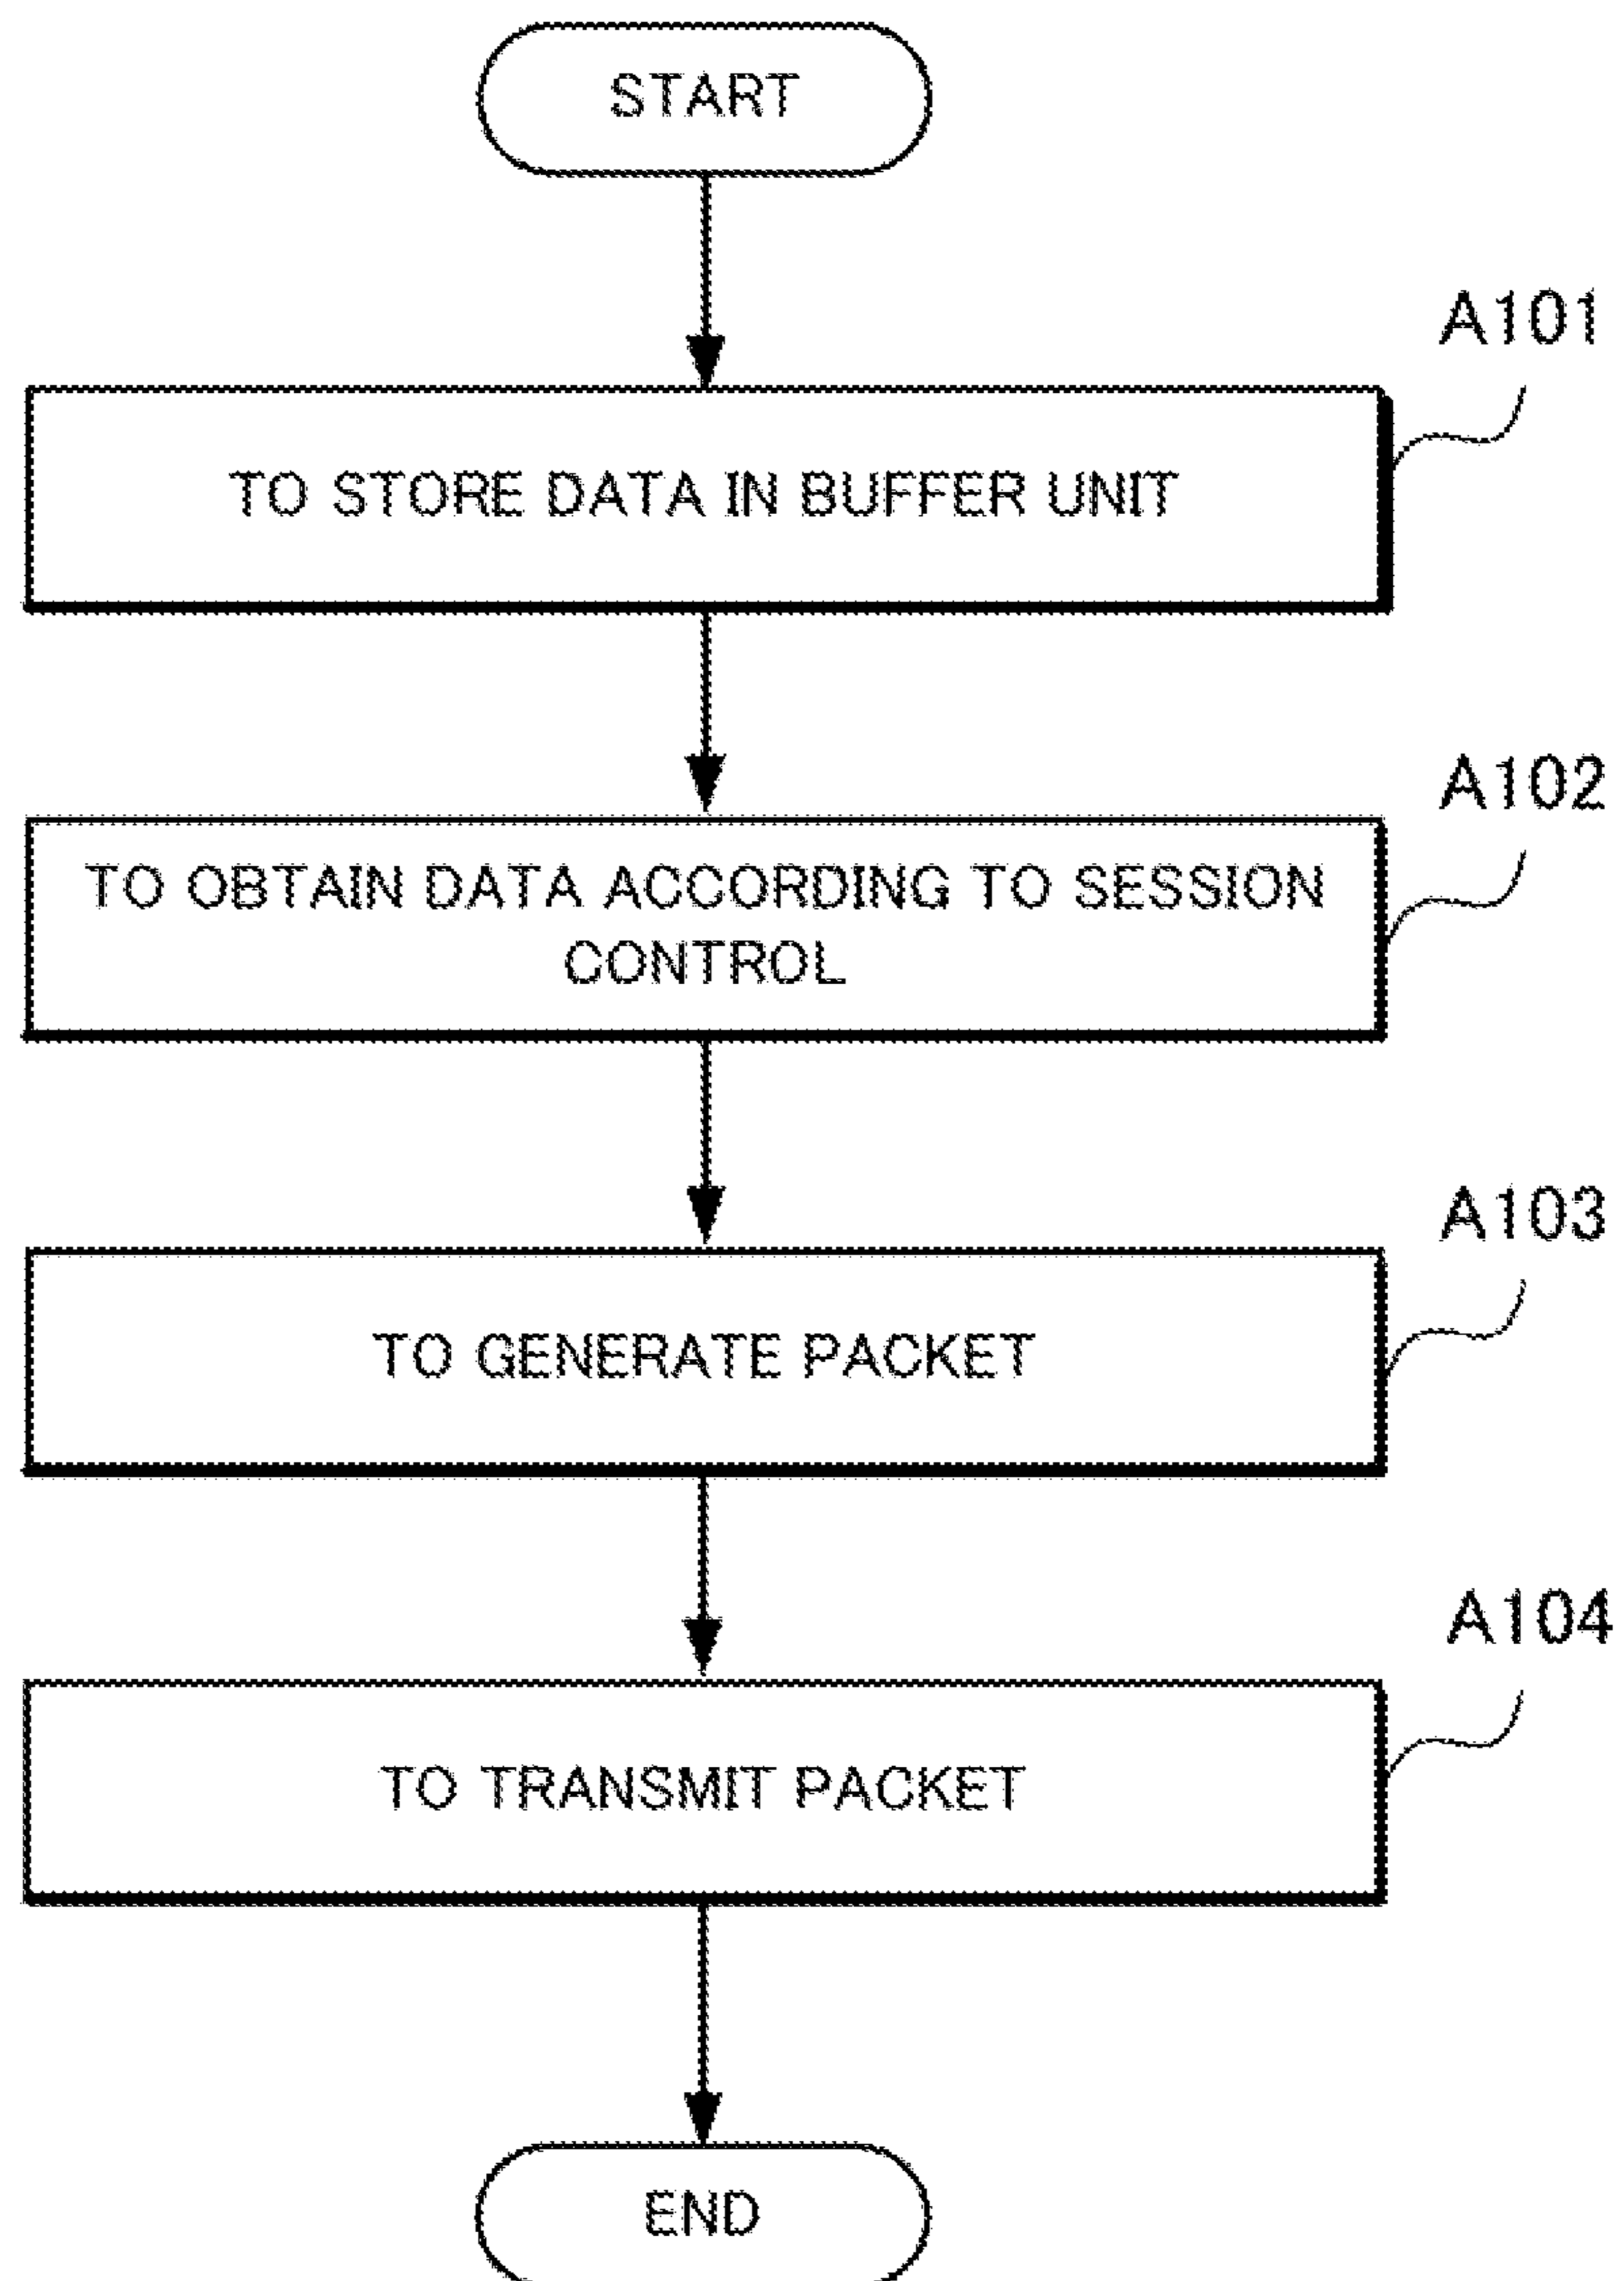 START
A101
TO STORE DATA IN BUFFER UNIT
A102
TO OBTAIN DATA ACCORDING TO SESSION
CONTROL
A103
TO GENERATE PACKET
A104
TO TRANSMIT PACKET
END